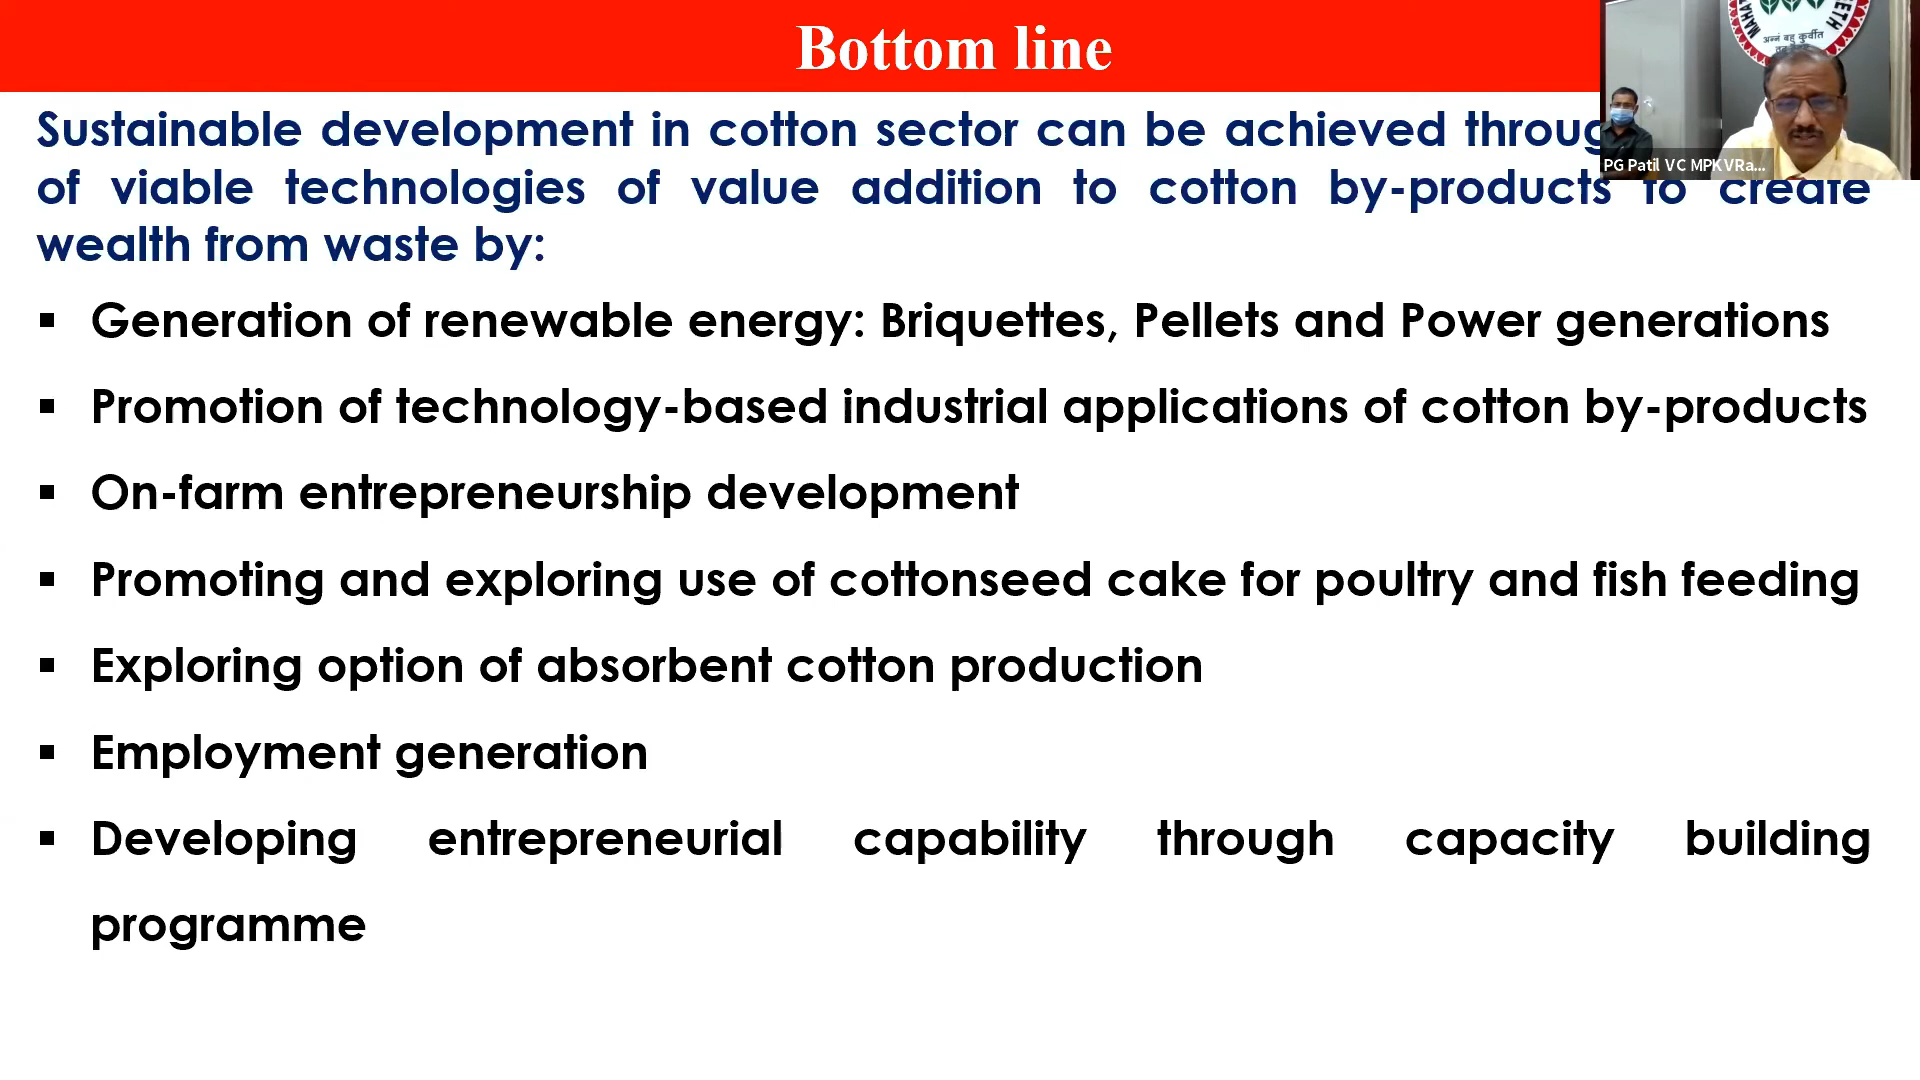 Bottom line
Sustainable development in cotton sector can be achieved
of viable technologies of value addition to cotton by-products to create
wealth from waste by:
▪ Generation of renewable energy: Briquettes, Pellets and Power generations
▪ Promotion of technology-based industrial applications of cotton by-products
▪ On-farm entrepreneurship development
▪ Promoting and exploring use of cottonseed cake for poultry and fish feeding
▪ Exploring option of absorbent cotton production
▪ Employment generation
▪ Developing entrepreneurial capability through capacity building
programme
अन्नं बहु कुर्वीत
PG Patil VC MPKVRa...